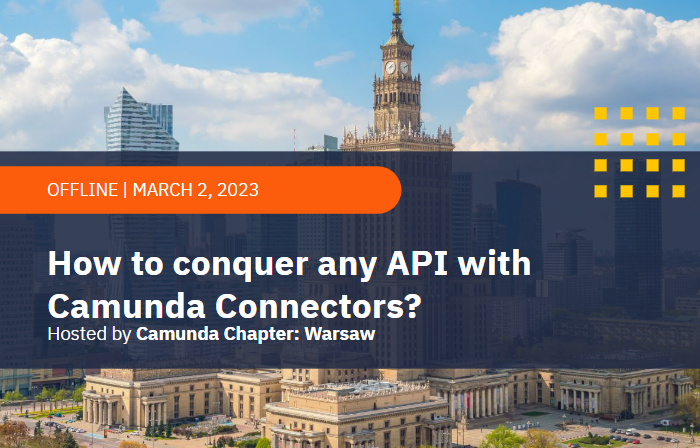 OFFLINE | MARCH 2, 2023
How to conquer any API with
Camunda Connectors?
Hosted by Camunda Chapter: Warsaw